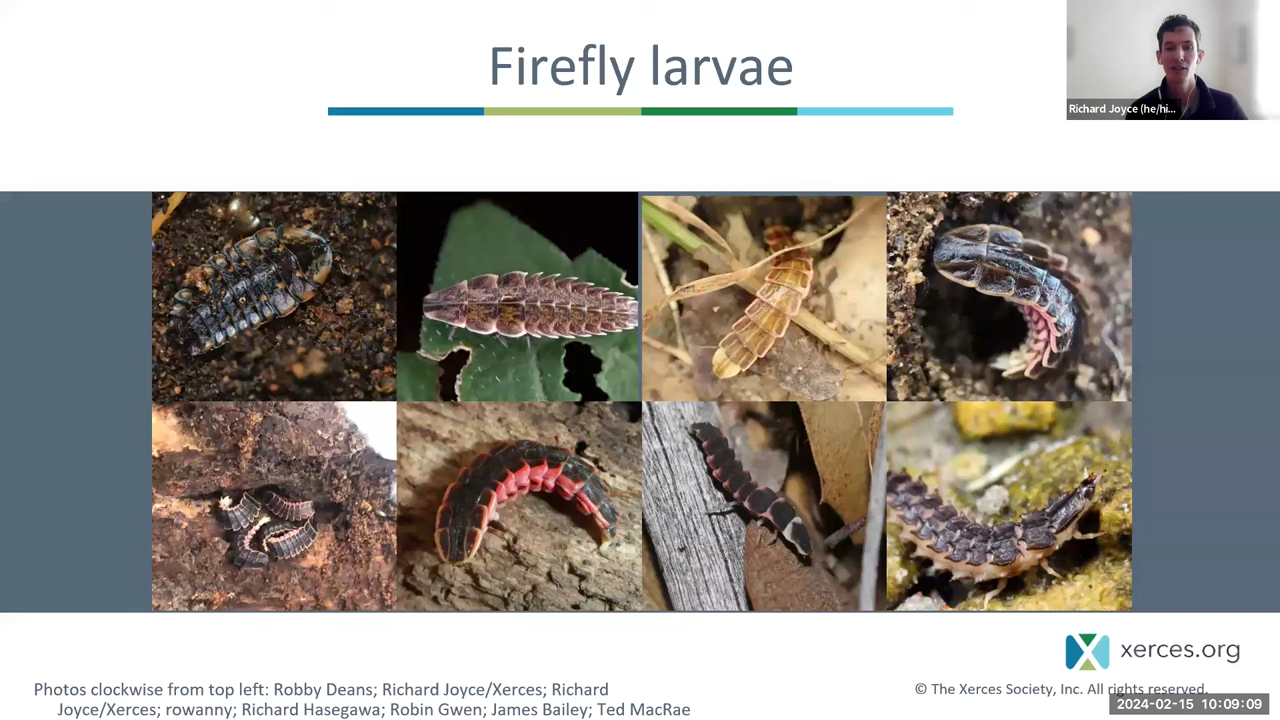 Firefly larvae
Richard Joyce (he/hi...
xerces.org
Photos clockwise from top left: Robby Deans; Richard Joyce/Xerces; Richard
Joyce/Xerces; rowanny; Richard Hasegawa; Robin Gwen; James Bailey; Ted MacRae
© The Xerces Society, Inc. All rights reserved.
2024-02-15 10:09:09